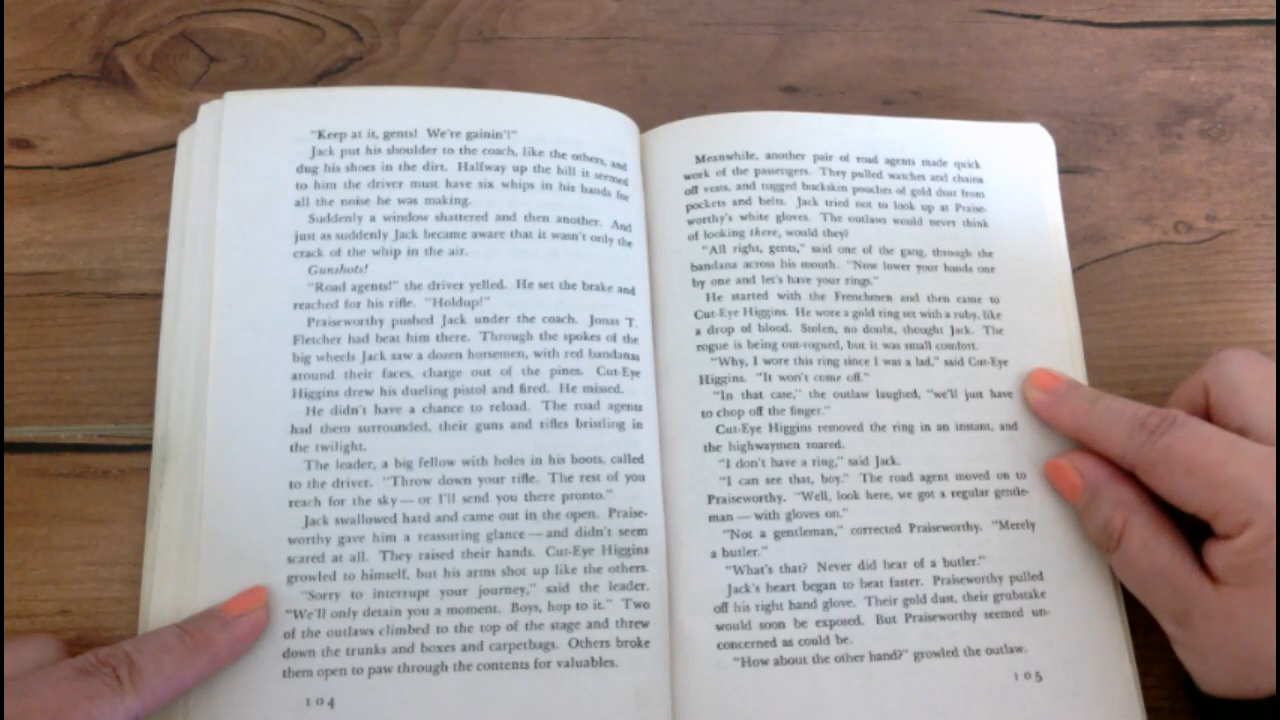 "Keep at it, gents! We're gainin'!"
Jack put his shoulder to the coach, like the others, and
dug his shoes in the dirt. Halfway up the hill it seemed
to him the driver must have six whips in his hands for
all the noise he was making.
Suddenly a window shattered and then another. And
just as suddenly Jack became aware that it wasn't only the
crack of the whip in the air.
Gunshots!
"Road agents!" the driver yelled. He set the brake and
reached for his rifle. "Holdup!"
Praiseworthy pushed Jack under the coach. Jonas T.
Fletcher had beat him there. Through the spokes of the
big wheels Jack saw a dozen horsemen, with red bandanas
around their faces, charge out of the pines. Cut-Eye
Higgins drew his dueling pistol and fired. He missed.
He didn't have a chance to reload. The road agents
had them surrounded, their guns and rifles bristling in
the twilight.
The leader, a big fellow with holes in his boots, called
to the driver. "Throw down your rifle. The rest of you
reach for the sky — or I'll send you there pronto."
Jack swallowed hard and came out in the open. Praise-
worthy gave him a reassuring glance — and didn't seem
scared at all. They raised their hands. Cut-Eye Higgins
growled to himself, but his arms shot up like the others.
"Sorry to interrupt your journey," said the leader.
"We'll only detain you a moment. Boys, hop to it." Two
of the outlaws climbed to the top of the stage and threw
down the trunks and boxes and carpetbags. Others broke
them open to paw through the contents for valuables.
104
Meanwhile, another pair of road agents made quick
work of the passengers. They pulled watches and chains
off vests, and tugged buckskin pouches of gold dust from
pockets and belts. Jack tried not to look up at Praise-
worthy's white gloves. The outlaws would never think
of looking there, would they?
"All right, gents," said one of the gang, through the
bandana across his mouth. "Now lower your hands one
by one and let's have your rings."
He started with the Frenchmen and then came to
Cut-Eye Higgins. He wore a gold ring set with a ruby, like
a drop of blood. Stolen, no doubt, thought Jack. The
rogue is being out-rogued, but it was small comfort.
"Why, I wore this ring since I was a lad," said Cut-Eye
Higgins. "It won't come off."
"In that case," the outlaw laughed, "we'll just have
to chop off the finger."
Cut-Eye Higgins removed the ring in an instant, and
the highwaymen roared.
"I don't have a ring," said Jack.
"I can see that, boy." The road agent moved on to
Praiseworthy. "Well, look here, we got a regular gentle-
man — with gloves on."
"Not a gentleman," corrected Praiseworthy. "Merely
a butler."
"What's that? Never did hear of a butler."
Jack's heart began to beat faster. Praiseworthy pulled
off his right hand glove. Their gold dust, their grubstake
would soon be exposed. But Praiseworthy seemed un-
concerned as could be.
"How about the other hand?" growled the outlaw.
105